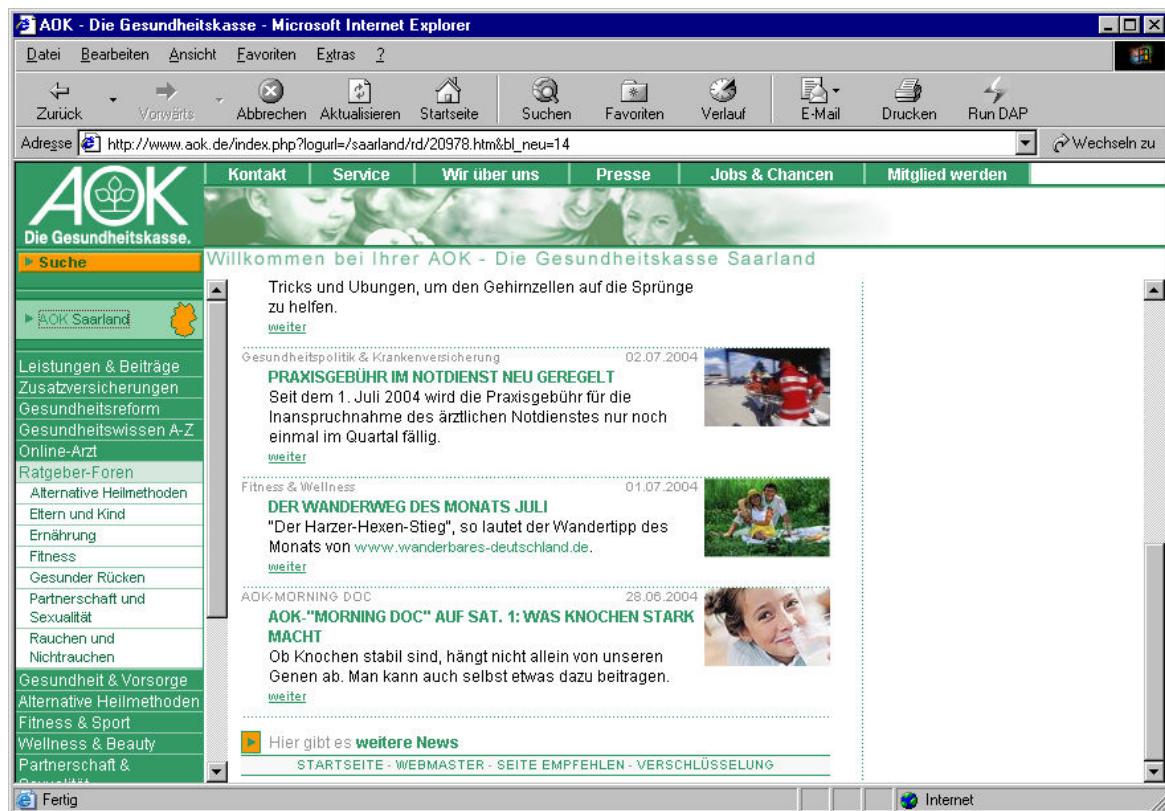 AOK - Die Gesundheitskasse - Microsoft Internet Explorer
Datei Bearbeiten Ansicht Favoriten Extras ?
Zurück Vorwärts Abbrechen Aktualisieren Startseite Suchen Favoriten Verlauf E-Mail Drucken Run DAP
Adresse http://www.aok.de/index.php?logurl=/saarland/rd/20978.htm&bl_neu=14 Wechseln zu
AOK
Die Gesundheitskasse.
Kontakt Service Wir über uns Presse Jobs & Chancen Mitglied werden
Suche
Willkommen bei Ihrer AOK - Die Gesundheitskasse Saarland
AOK Saarland
Leistungen & Beiträge
Zusatzversicherungen
Gesundheitsreform
Gesundheitswissen A-Z
Online-Arzt
Ratgeber-Foren
Alternative Heilmethoden
Eltern und Kind
Ernährung
Fitness
Gesunder Rücken
Partnerschaft und
Sexualität
Rauchen und
Nichtrauchen
Gesundheit & Vorsorge
Alternative Heilmethoden
Fitness & Sport
Wellness & Beauty
Partnerschaft &
Tricks und Übungen, um den Gehirnzellen auf die Sprünge
zu helfen.
weiter
Gesundheitspolitik & Krankenversicherung 02.07.2004
PRAXISGEBÜHR IM NOTDIENST NEU GEREGELT
Seit dem 1. Juli 2004 wird die Praxisgebühr für die
Inanspruchnahme des ärztlichen Notdienstes nur noch
einmal im Quartal fällig.
weiter
Fitness & Wellness 01.07.2004
DER WANDERWEG DES MONATS JULI
"Der Harzer-Hexen-Stieg", so lautet der Wandertipp des
Monats von www.wanderbares-deutschland.de.
weiter
AOK-MORNING DOC 28.06.2004
AOK-"MORNING DOC" AUF SAT. 1: WAS KNOCHEN STARK
MACHT
Ob Knochen stabil sind, hängt nicht allein von unseren
Genen ab. Man kann auch selbst etwas dazu beitragen.
weiter
Hier gibt es weitere News
STARTSEITE - WEBMASTER - SEITE EMPFEHLEN - VERSCHLÜSSELUNG
Fertig Internet